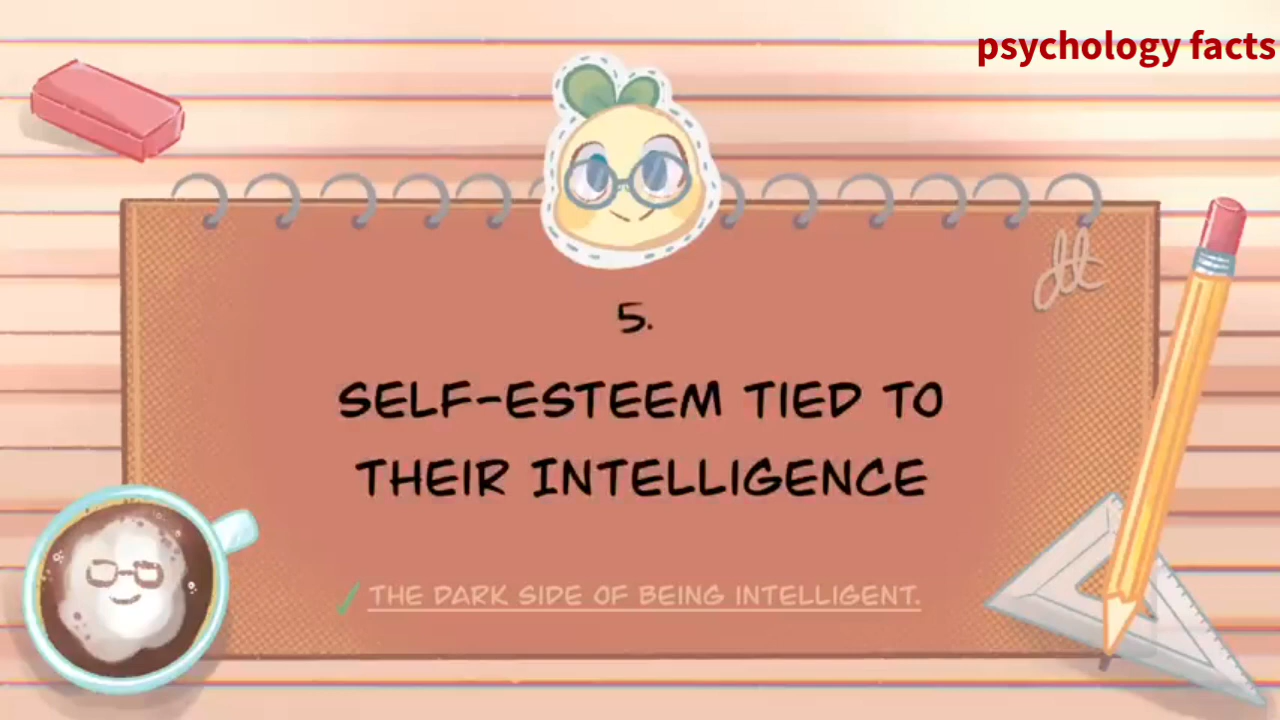 psychology facts
5.
SELF-ESTEEM TIED TO
THEIR INTELLIGENCE
THE DARK SIDE OF BEING INTELLIGENT.